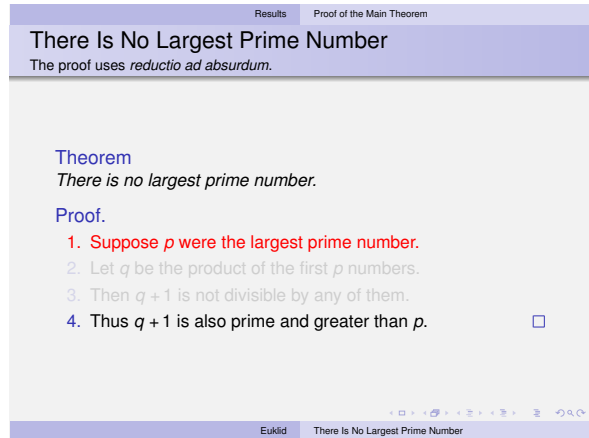 Results Proof of the Main Theorem
There Is No Largest Prime Number
The proof uses reductio ad absurdum.
Theorem
There is no largest prime number.
Proof.
1. Suppose p were the largest prime number.
2. Let q be the product of the first p numbers.
3. Then q + 1 is not divisible by any of them.
4. Thus q + 1 is also prime and greater than p. □
Euklid There Is No Largest Prime Number